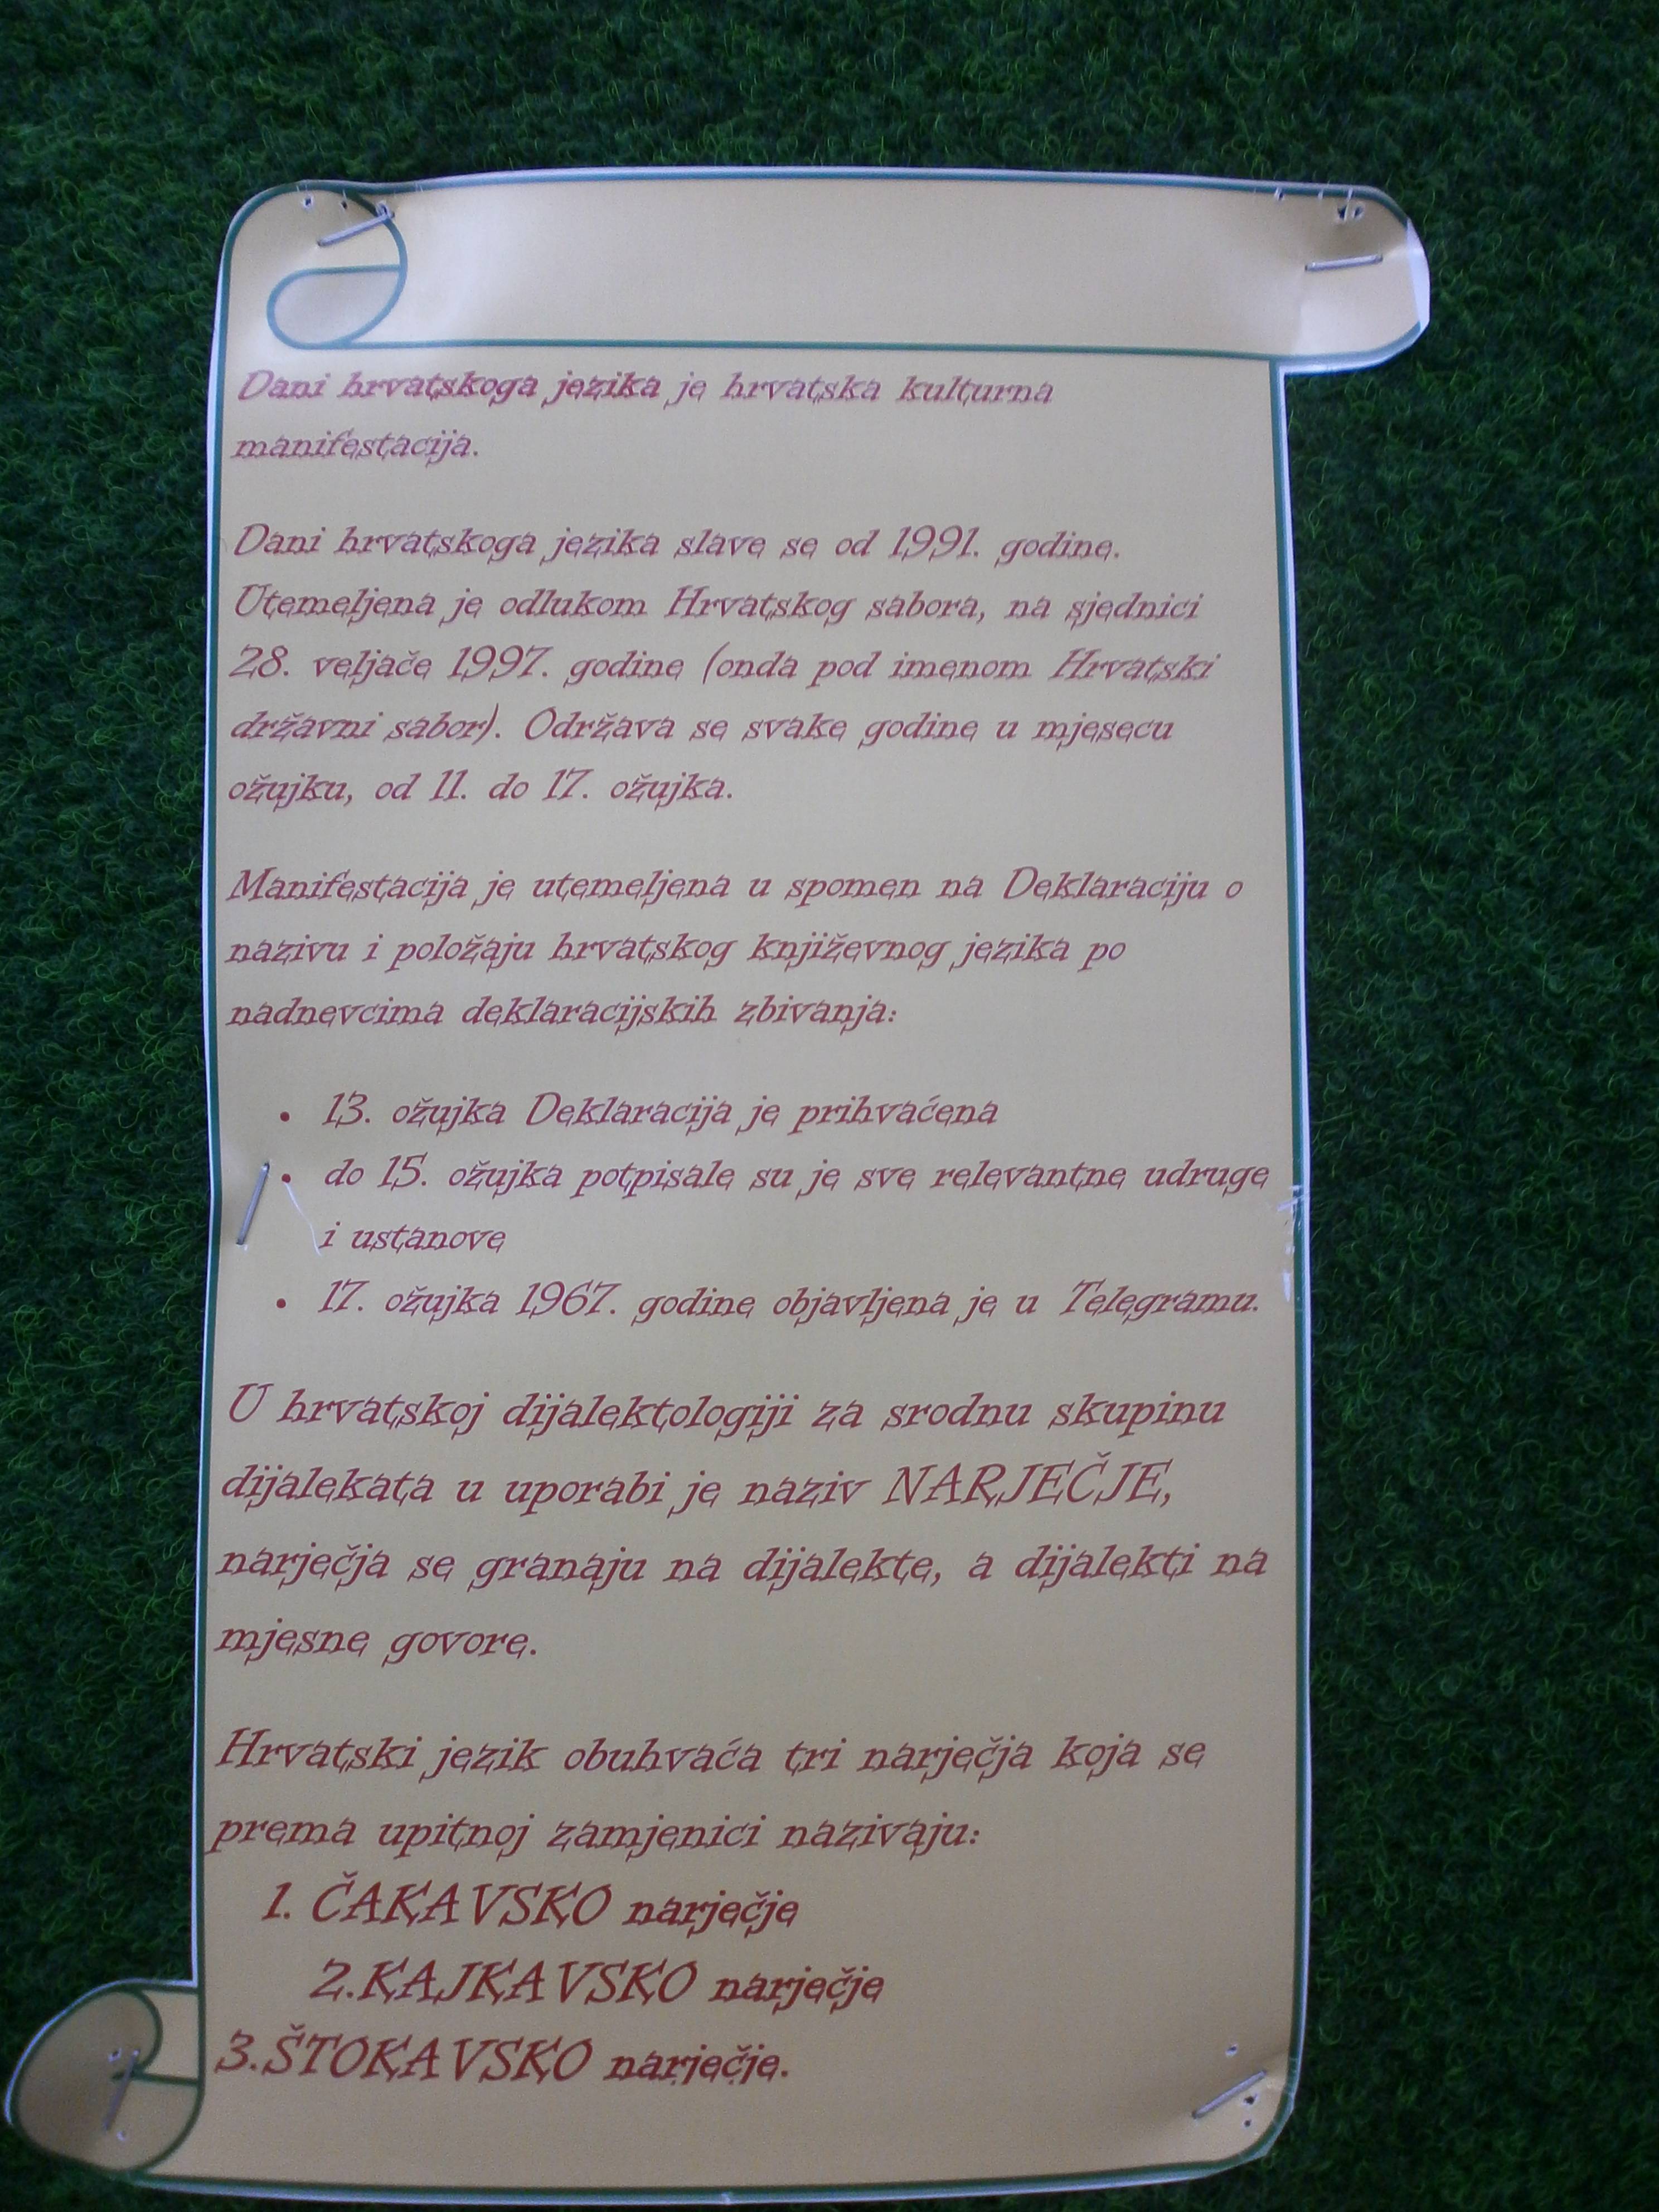 Dani hrvatskoga jezika je hrvatska kulturna
manifestacija.
Dani hrvatskoga jezika slave se od 1991. godine.
Utemeljena je odlukom Hrvatskog sabora, na sjednici
28. veljače 1997. godine (onda pod imenom Hrvatski
državni sabor). Održava se svake godine u mjesecu
ožujku, od 11. do 17. ožujka.
Manifestacija je utemeljena u spomen na Deklaraciju o
nazivu i položaju hrvatskog književnog jezika po
nadnevcima deklaracijskih zbivanja:
• 13. ožujka Deklaracija je prihvaćena
• do 15. ožujka potpisale su je sve relevantne udruge
i ustanove
• 17. ožujka 1967. godine objavljena je u Telegramu.
U hrvatskoj dijalektologiji za srodnu skupinu
dijalekata u uporabi je naziv NARJEČJE,
narječja se granaju na dijalekte, a dijalekti na
mjesne govore.
Hrvatski jezik obuhvaća tri narječja koja se
prema upitnoj zamjenici nazivaju:
1. ČAKAVSKO narječje
2.KAJKAVSKO narječje
3.ŠTOKAVSKO narječje.